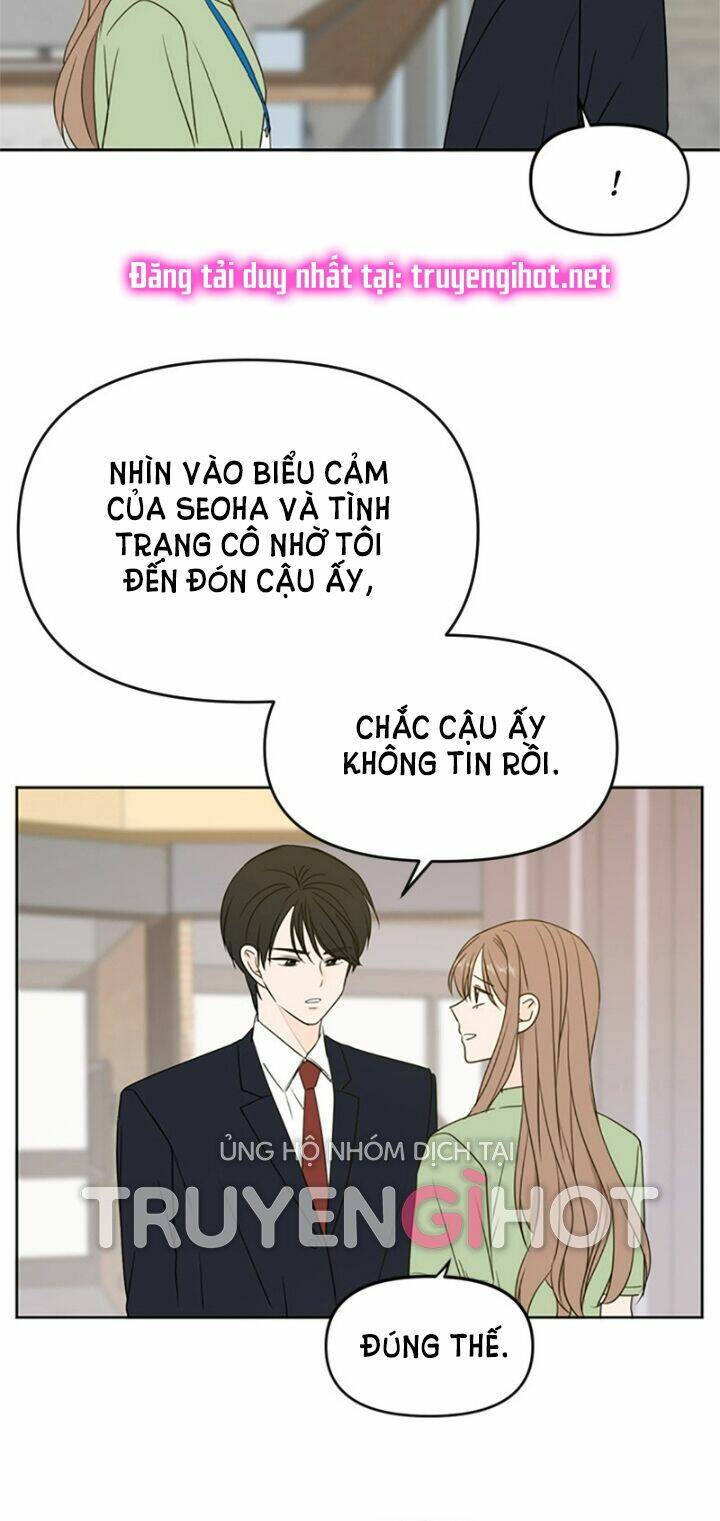 !
Đăng tải duy nhất tại: truyengihot.net
NHÌN VÀO BIỂU CẢM
CỦA SEOHA VÀ TÌNH
TRẠNG CÔ NHỜ TÔI
ĐẾN ĐÓN CẬU ẤY,
CHẮC CẬU ẤY
KHÔNG TIN RỒI.
ỦNG HỘ NHÓM DỊCH TẠI
TRUYENGìHOT
ĐÚNG THẾ.